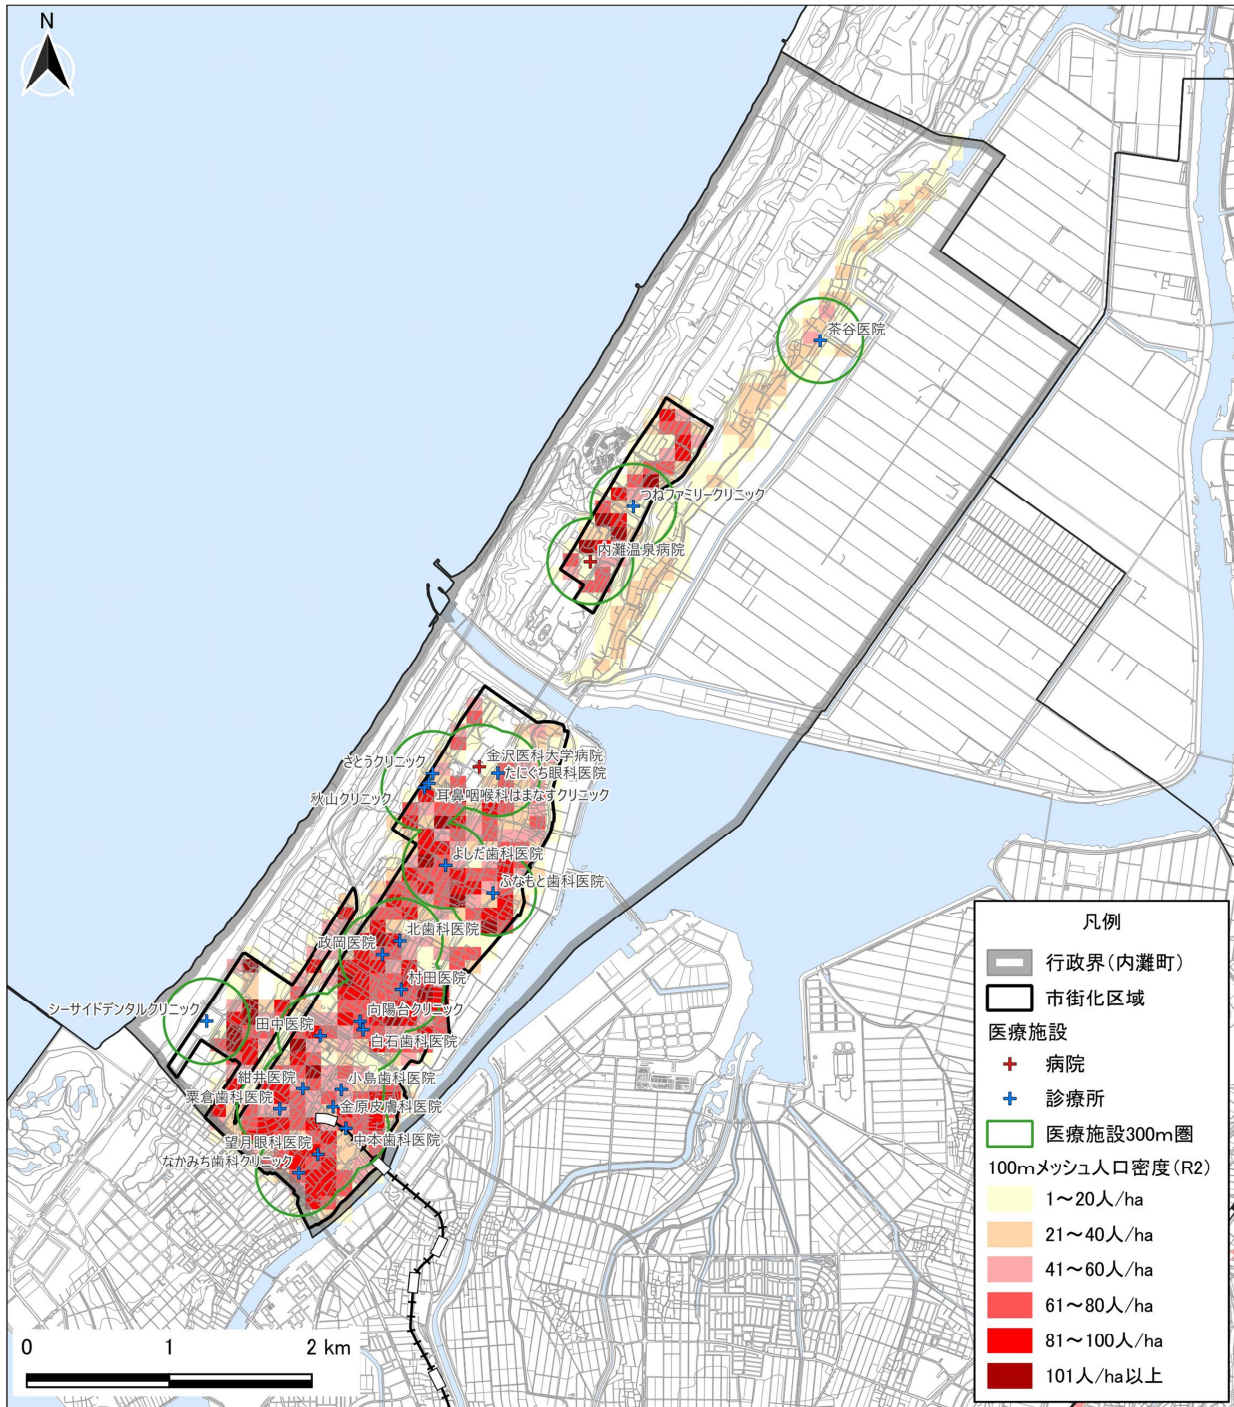 N
茶谷医院
つねファミリークリニック
内灘温泉病院
金沢医科大学病院
さとうクリニック
たにぐち眼科医院
秋山クリニック
耳鼻咽喉科はまなすクリニック
よしだ歯科医院
ふなもと歯科医院
北歯科医院
政岡医院
村田医院
シーサイドデンタルクリニック
向陽台クリニック
田中医院
白石歯科医院
紺井医院
小島歯科医院
粟倉歯科医院
金原皮膚科医院
望月眼科医院
中本歯科医院
なかみち歯科クリニック
凡例
行政界(内灘町)
市街化区域
医療施設
病院
診療所
医療施設300m圏
100mメッシュ人口密度(R2)
1~20人/ha
21~40人/ha
41~60人/ha
61~80人/ha
81~100人/ha
101人/ha以上
0 1 2 km